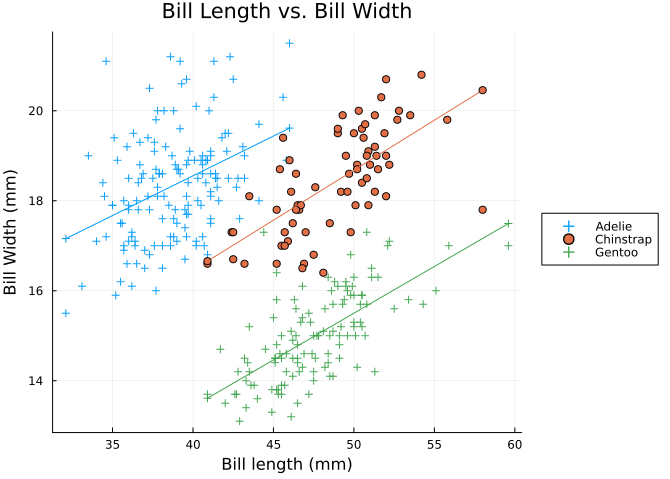 Bill Length vs. Bill Width
Bill Width (mm)
20
18
16
14
35
40
45
50
55
60
Bill length (mm)
Adelie
Chinstrap
Gentoo